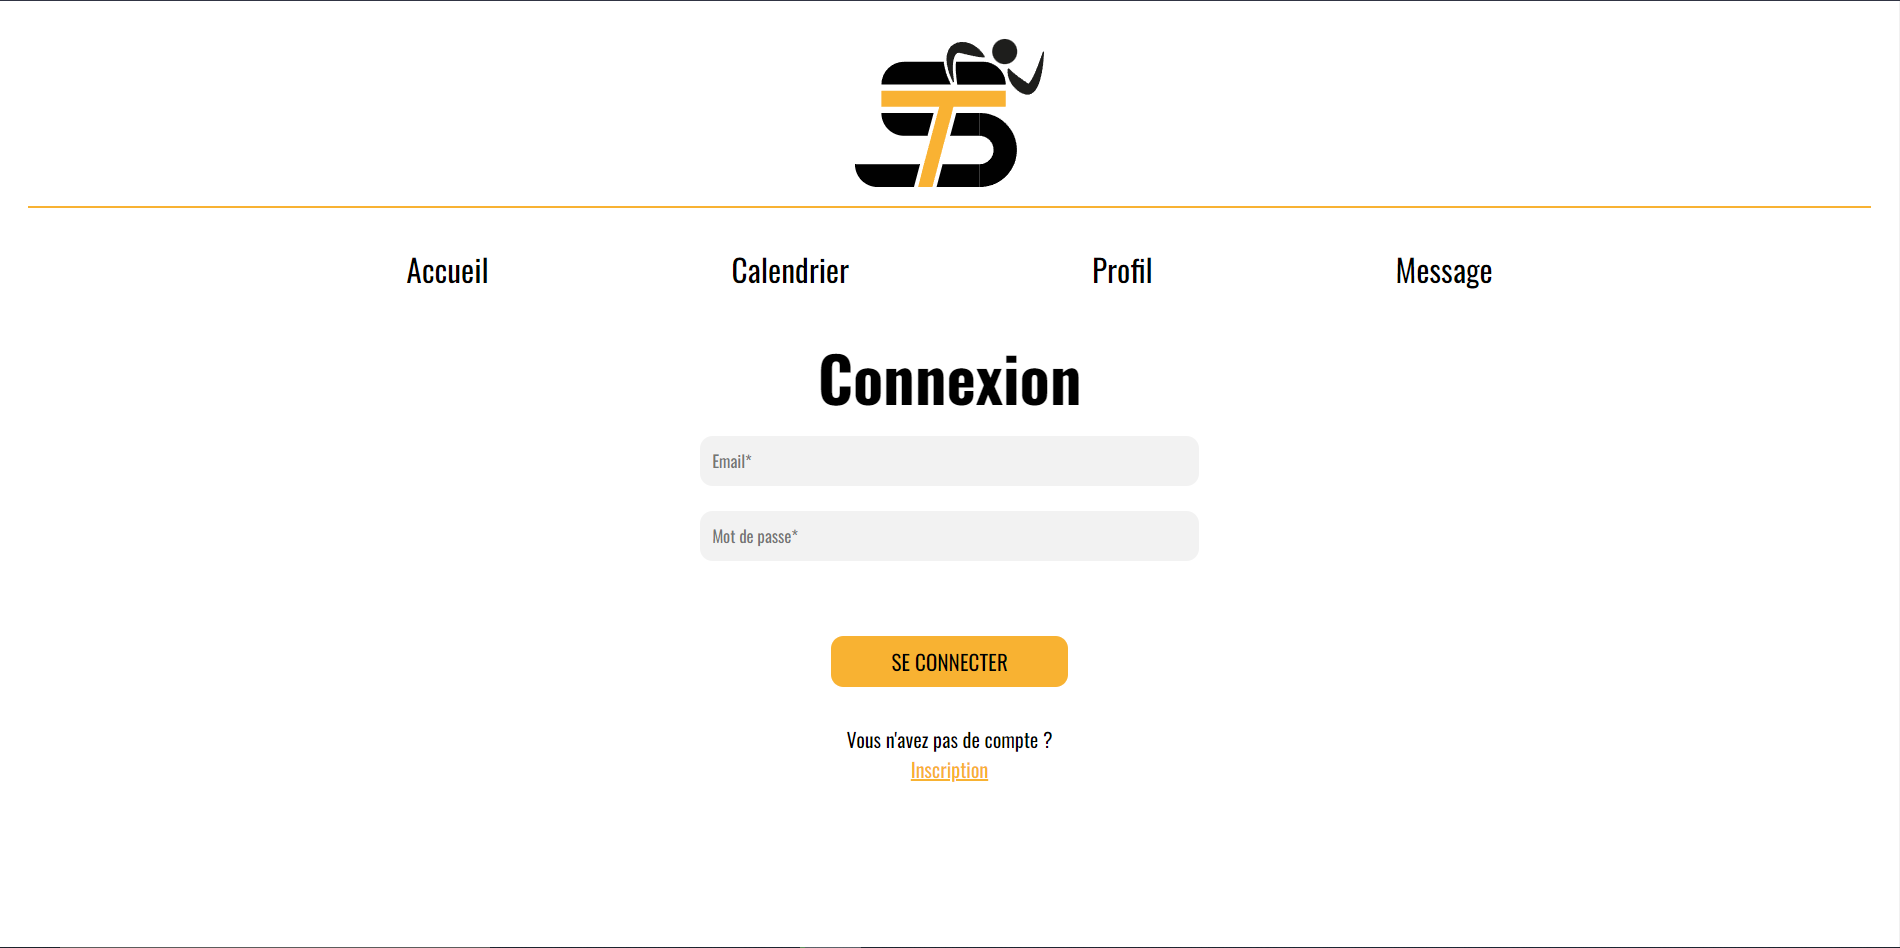 Accueil Calendrier Profil Message
Connexion
Email*
Mot de passe*
SE CONNECTER
Vous n'avez pas de compte ?
Inscription